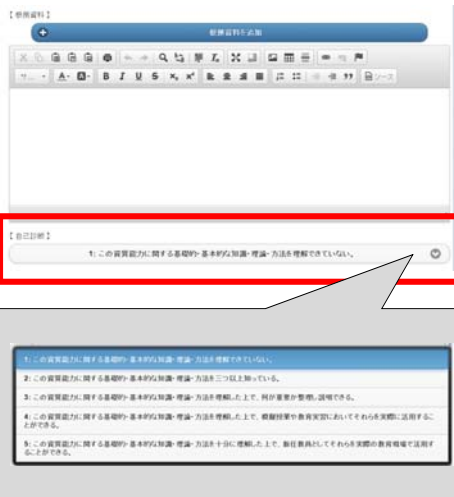 【根拠資料】
根拠資料を追加
A A B I U S x₂ x² ソース
【自己診断】
1: この資質能力に関する基礎的・基本的な知識・理論・方法を理解できていない。
1: この資質能力に関する基礎的・基本的な知識・理論・方法を理解できていない。
2: この資質能力に関する基礎的・基本的な知識・理論・方法を三つ以上知っている。
3: この資質能力に関する基礎的・基本的な知識・理論・方法を理解した上で、何が重要か整理し説明できる。
4: この資質能力に関する基礎的・基本的な知識・理論・方法を理解した上で、模擬授業や教育実習においてそれらを実際に活用するこ
とができる。
5: この資質能力に関する基礎的・基本的な知識・理論・方法を十分に理解した上で、新任教員としてそれらを実際の教育現場で活用す
ることができる。